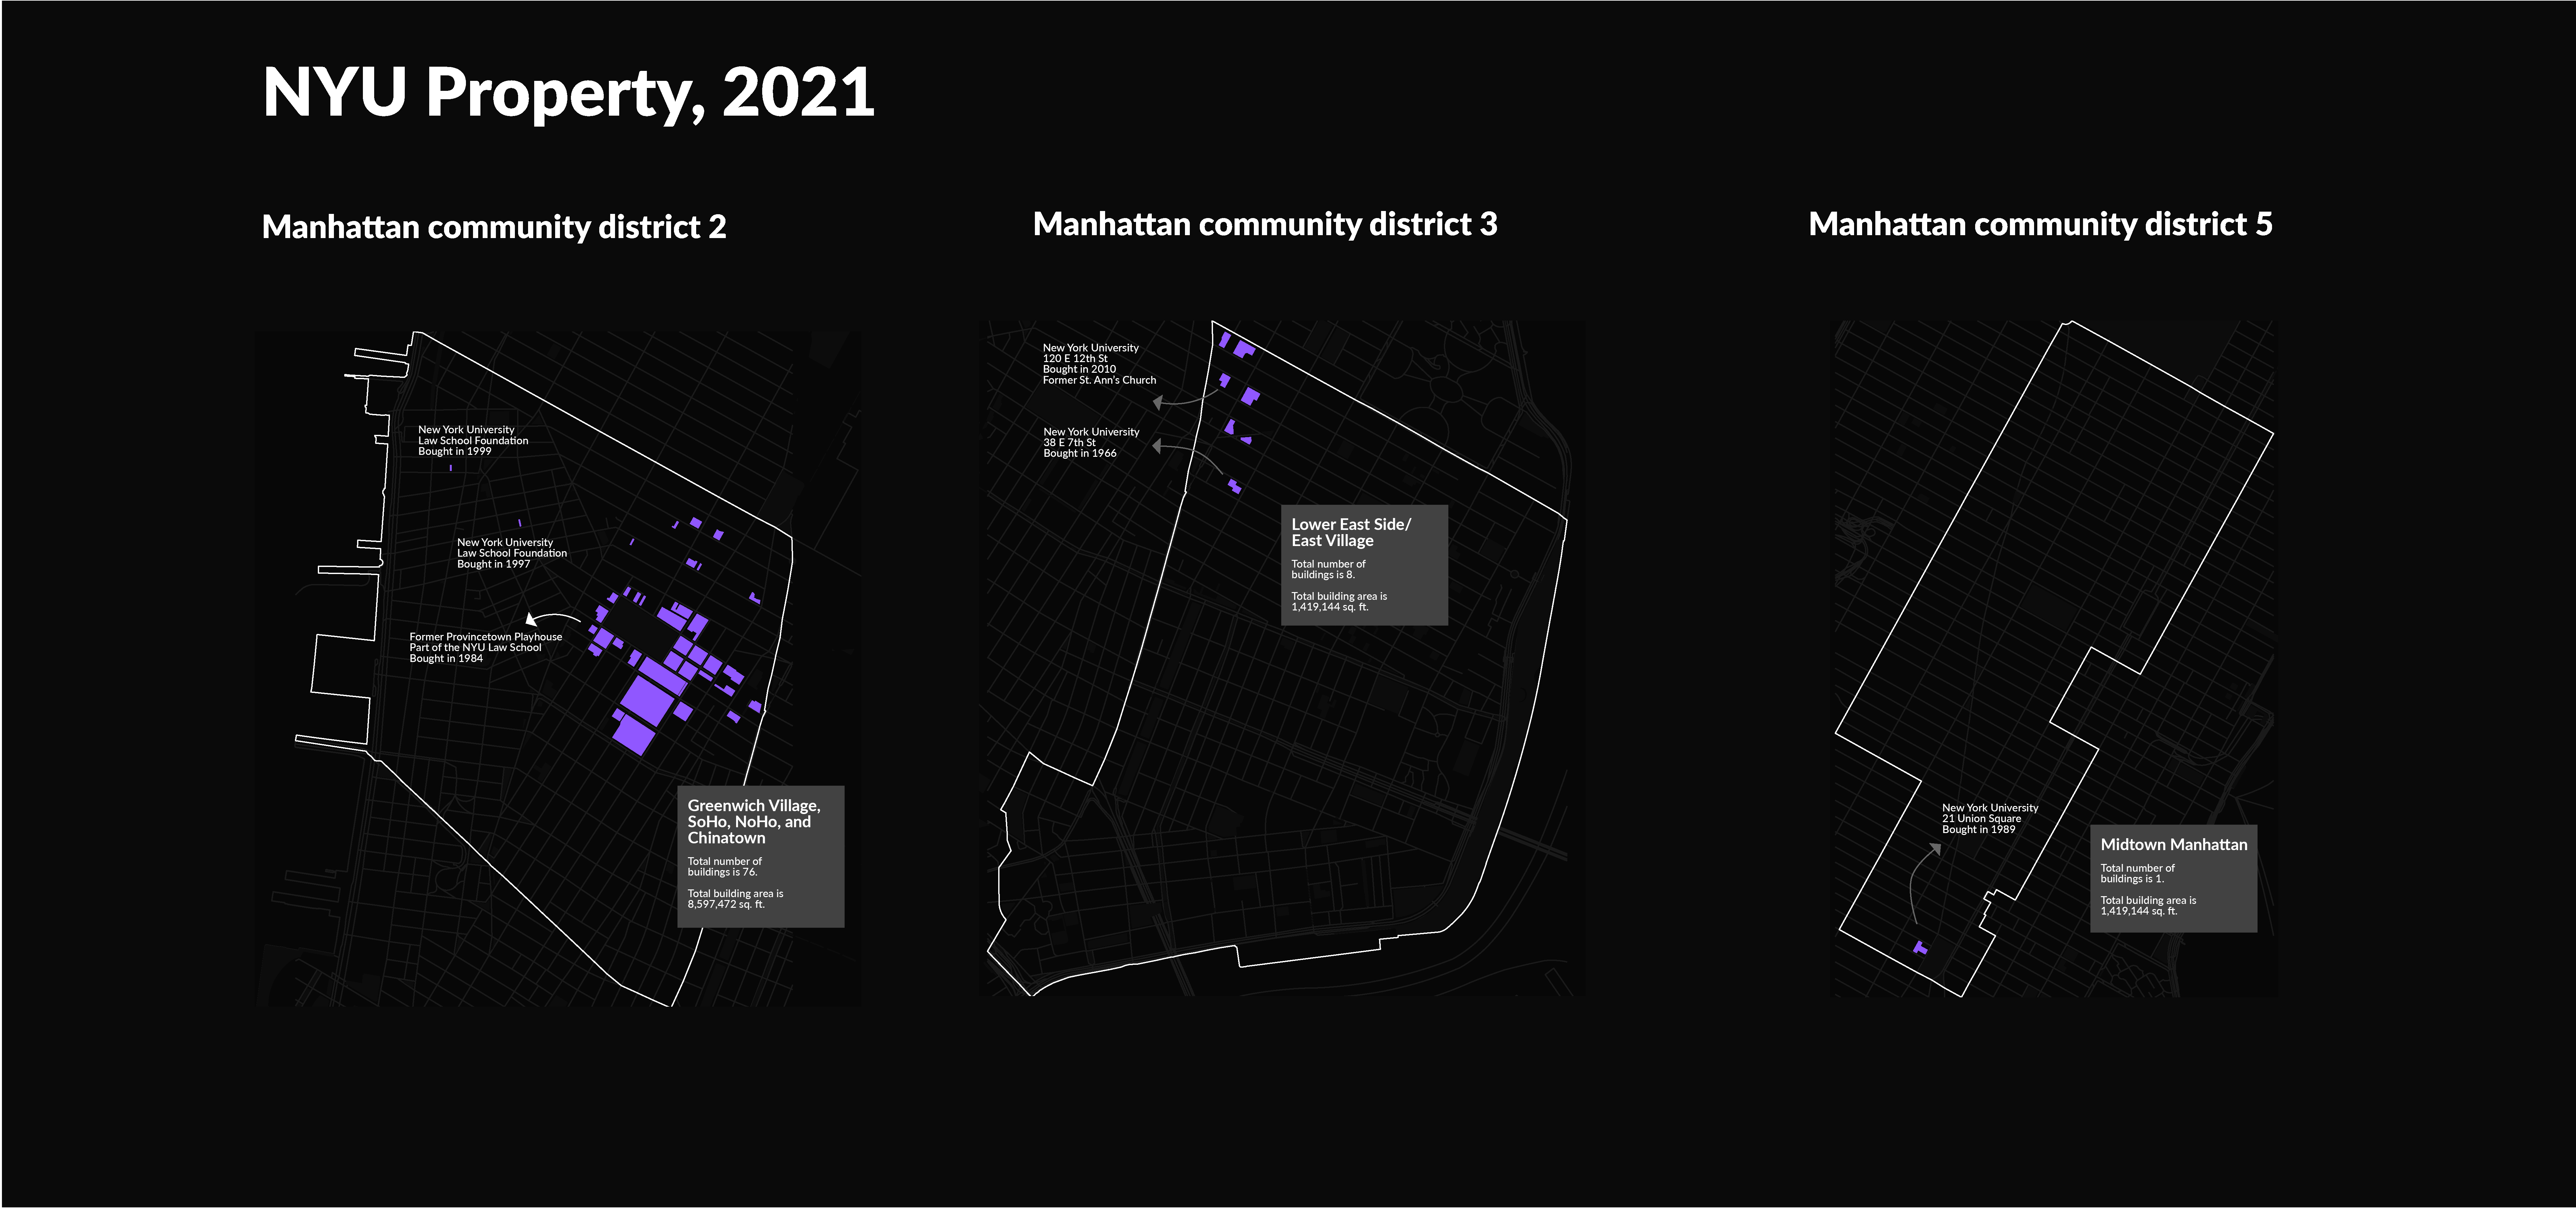 NYU Property, 2021
Manhattan community district 2
New York University
Law School Foundation
Bought in 1999
New York University
Law School Foundation
Bought in 1997
Former Provincetown Playhouse
Part of the NYU Law School
Bought in 1984
Greenwich Village,
SoHo, NoHo, and
Chinatown
Total number of
buildings is 76.
Total building area is
8,597,472 sq. ft.
Manhattan community district 3
New York University
120 E 12th St
Bought in 2010
Former St. Ann's Church
New York University
38 E 7th St
Bought in 1966
Lower East Side/
East Village
Total number of
buildings is 8.
Total building area is
1,419,144 sq. ft.
Manhattan community district 5
New York University
21 Union Square
Bought in 1989
Midtown Manhattan
Total number of
buildings is 1.
Total building area is
1,419,144 sq. ft.